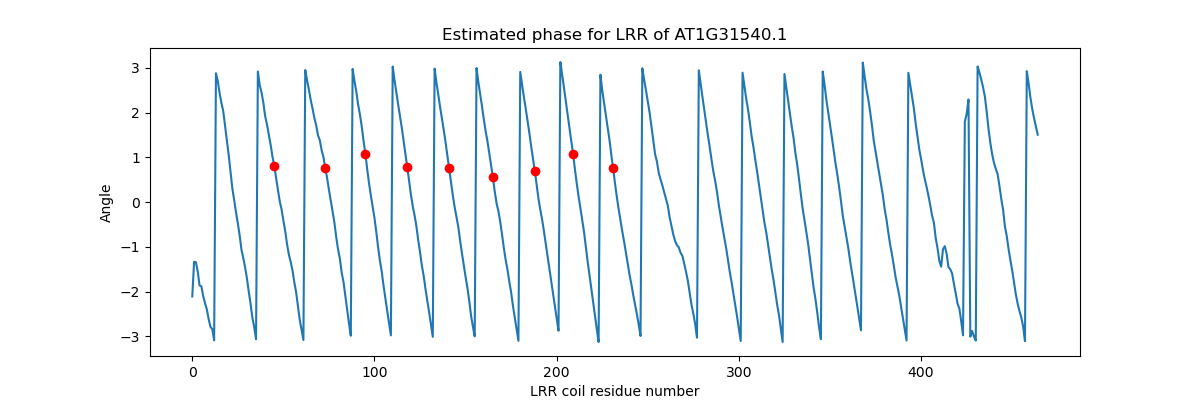 Estimated phase for LRR of AT1G31540.1
3
2
1
0
−1
−2
−3
Angle
0 100 200 300 400
LRR coil residue number